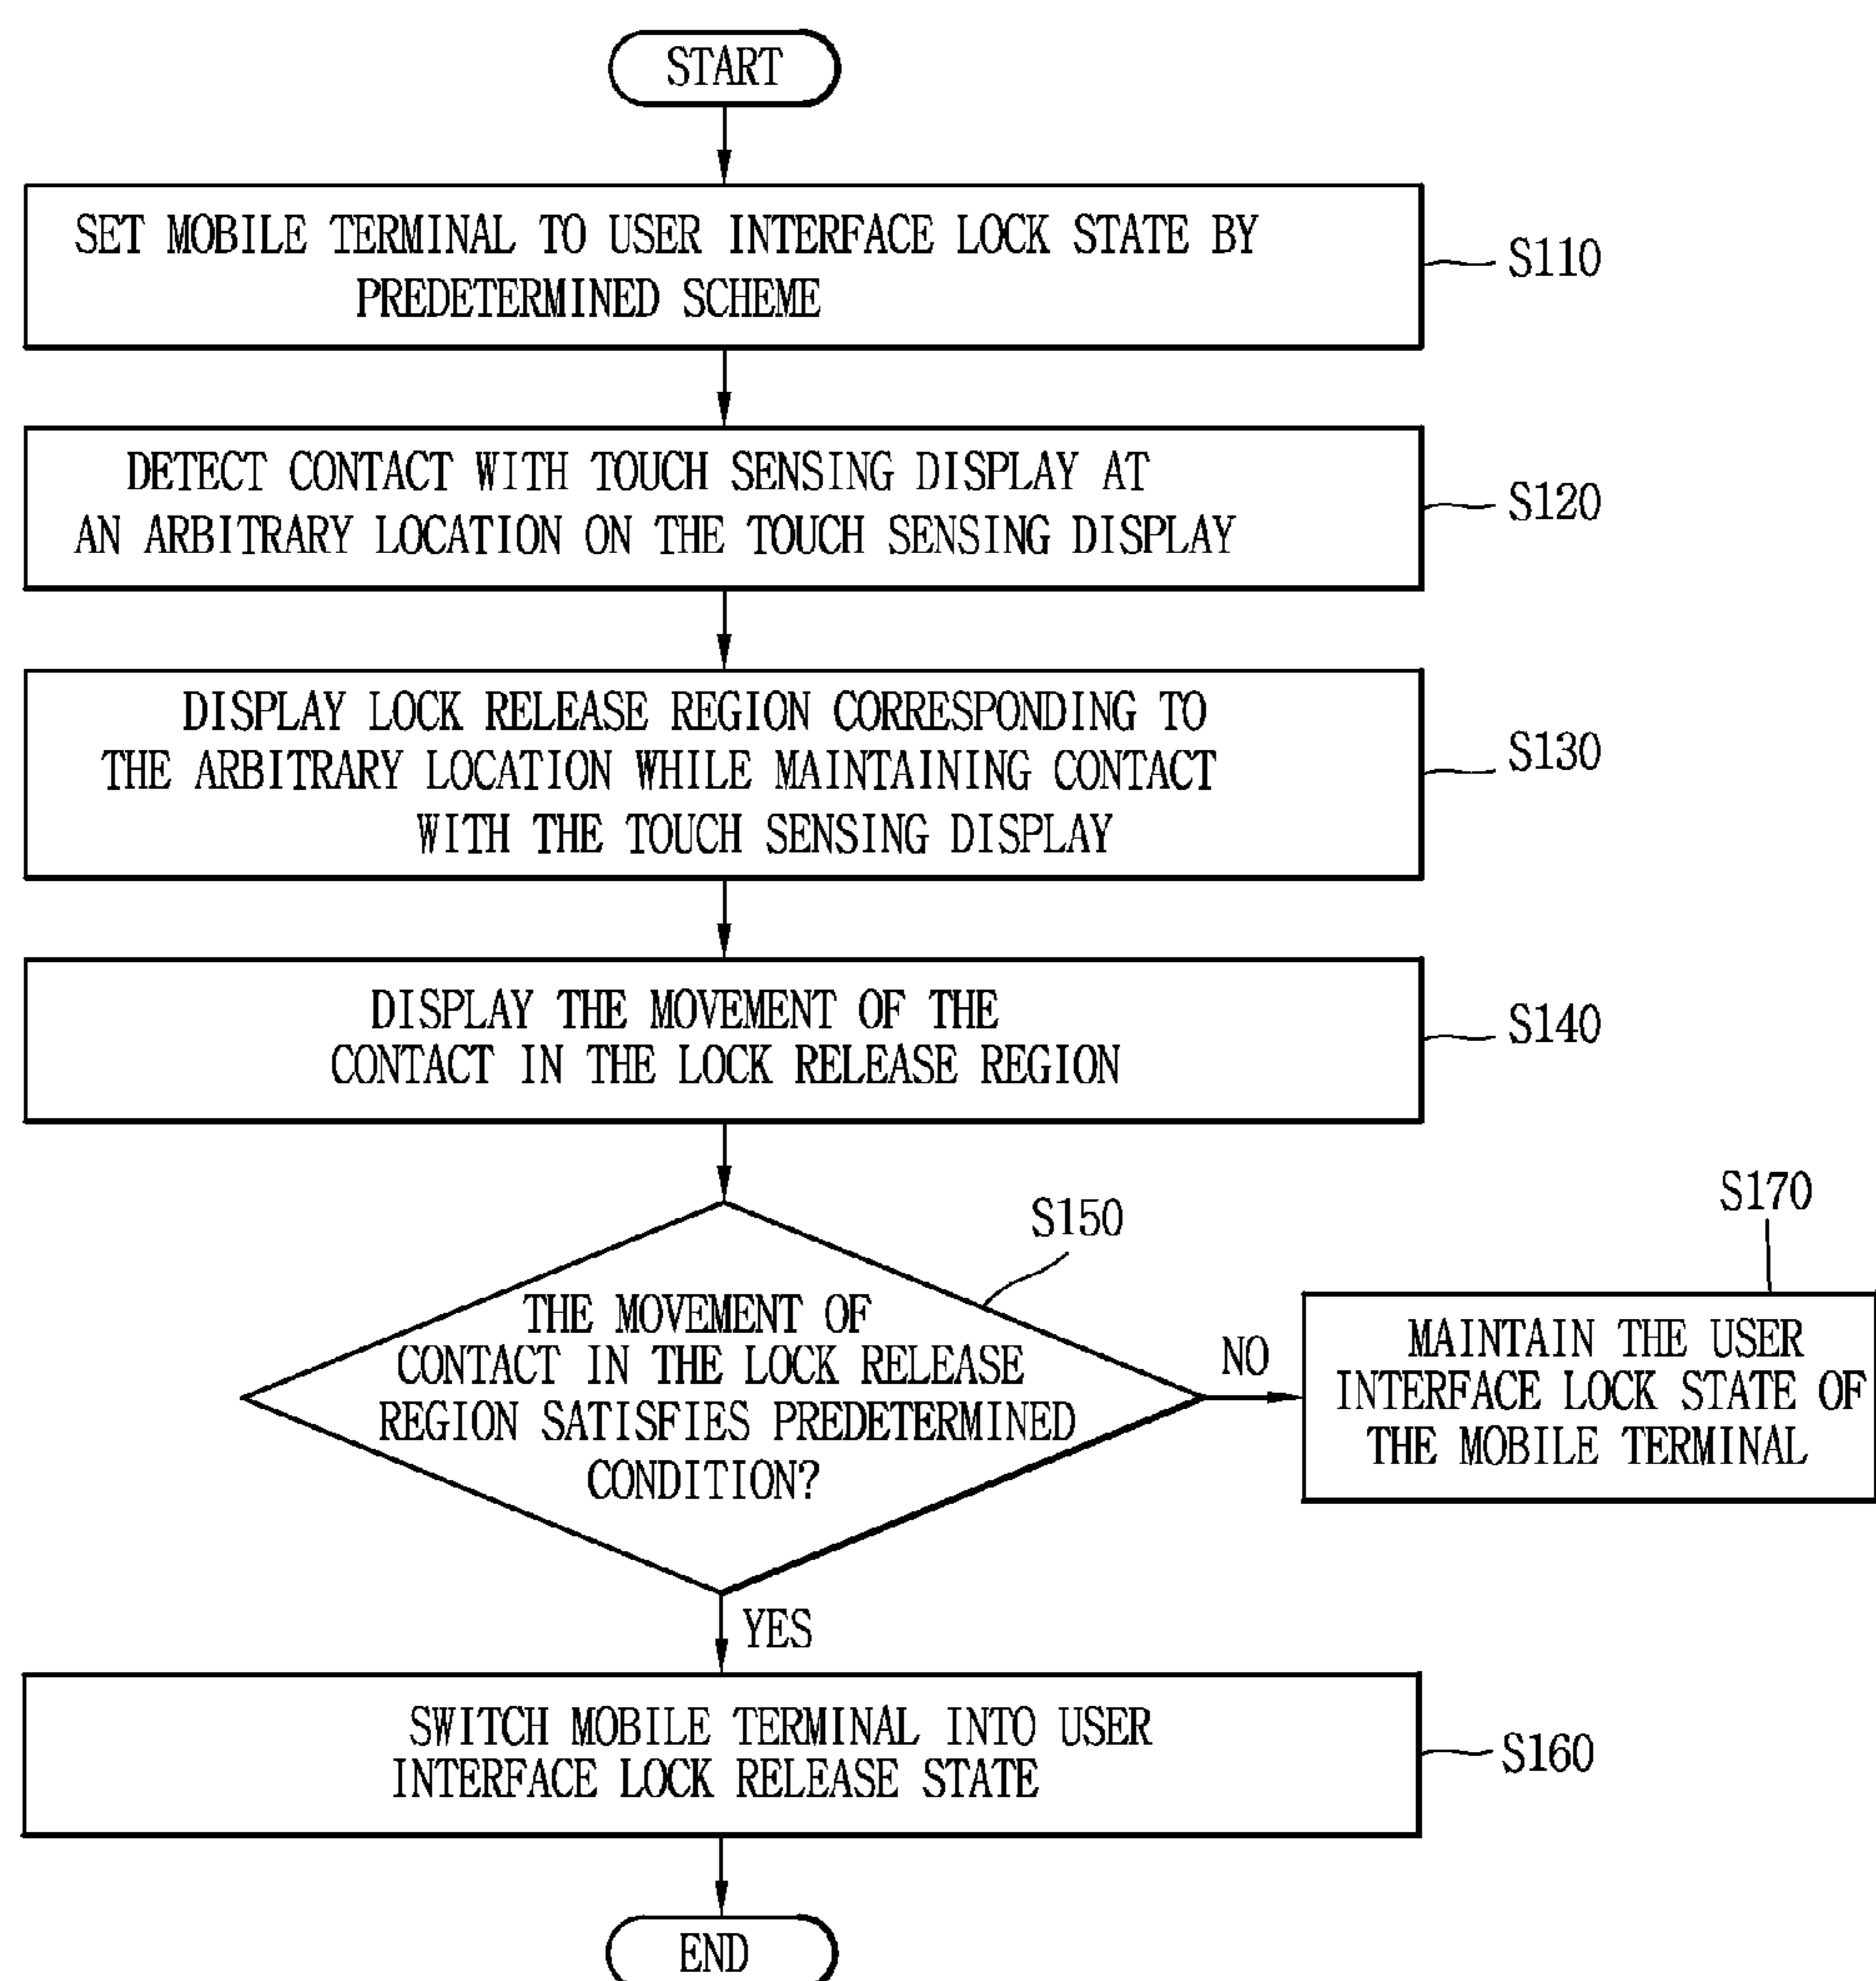 START
SET MOBILE TERMINAL TO USER INTERFACE LOCK STATE BY
PREDETERMINED SCHEME
S110
DETECT CONTACT WITH TOUCH SENSING DISPLAY AT
AN ARBITRARY LOCATION ON THE TOUCH SENSING DISPLAY
S120
DISPLAY LOCK RELEASE REGION CORRESPONDING TO
THE ARBITRARY LOCATION WHILE MAINTAINING CONTACT
WITH THE TOUCH SENSING DISPLAY
S130
DISPLAY THE MOVEMENT OF THE
CONTACT IN THE LOCK RELEASE REGION
S140
S150
THE MOVEMENT OF
CONTACT IN THE LOCK RELEASE
REGION SATISFIES PREDETERMINED
CONDITION?
NO
S170
MAINTAIN THE USER
INTERFACE LOCK STATE OF
THE MOBILE TERMINAL
YES
SWITCH MOBILE TERMINAL INTO USER
INTERFACE LOCK RELEASE STATE
S160
END